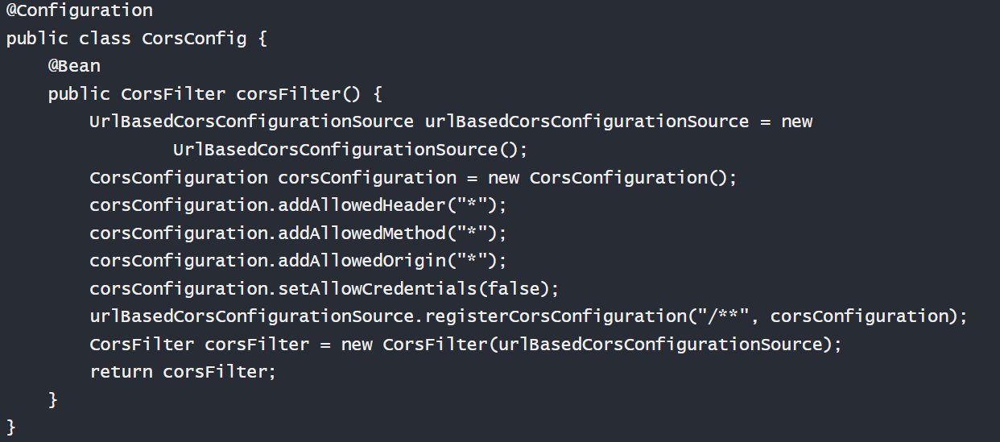 @Configuration
public class CorsConfig {
    @Bean
    public CorsFilter corsFilter() {
        UrlBasedCorsConfigurationSource urlBasedCorsConfigurationSource = new
                UrlBasedCorsConfigurationSource();
        CorsConfiguration corsConfiguration = new CorsConfiguration();
        corsConfiguration.addAllowedHeader("*");
        corsConfiguration.addAllowedMethod("*");
        corsConfiguration.addAllowedOrigin("*");
        corsConfiguration.setAllowCredentials(false);
        urlBasedCorsConfigurationSource.registerCorsConfiguration("/**", corsConfiguration);
        CorsFilter corsFilter = new CorsFilter(urlBasedCorsConfigurationSource);
        return corsFilter;
    }
}